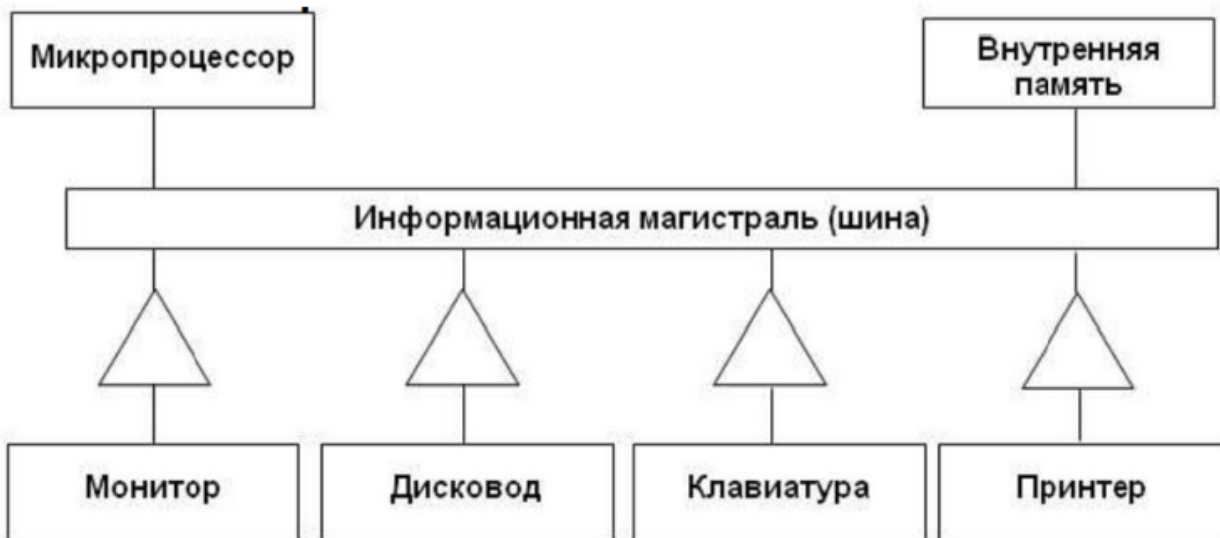 Микропроцессор
Внутренняя
память
Информационная магистраль (шина)
Монитор
Дисковод
Клавиатура
Принтер